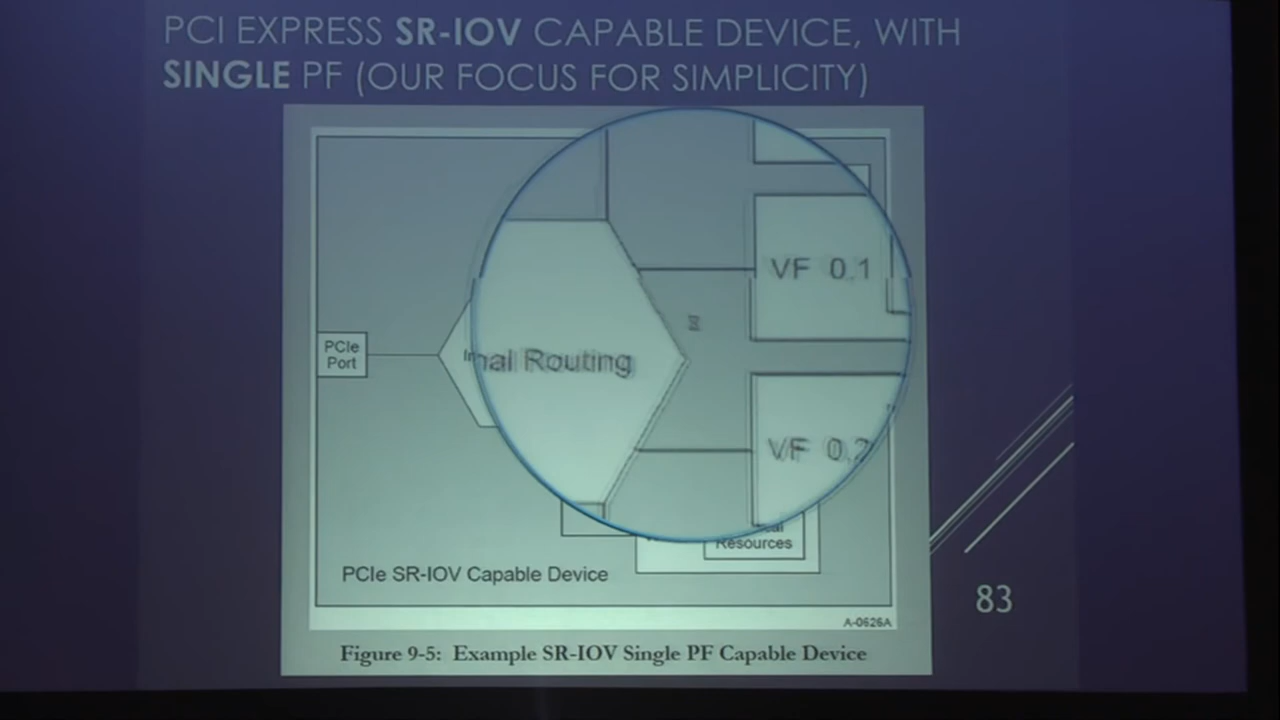 PCI EXPRESS SR-IOV CAPABLE DEVICE, WITH
SINGLE PF (OUR FOCUS FOR SIMPLICITY)
VF 0.1
PCIe
Port
nal Routing
VF 0.2
Resources
PCIe SR-IOV Capable Device
83
A-0626A
Figure 9-5: Example SR-IOV Single PF Capable Device